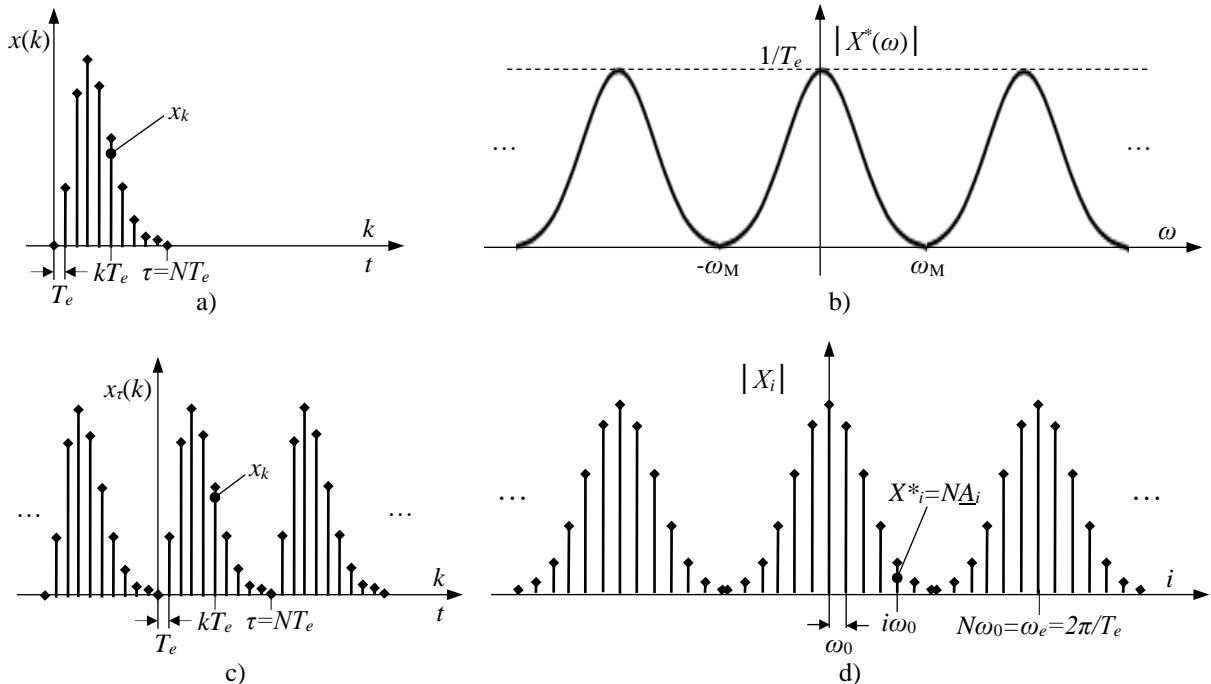 x(k)
x_k
k
kT_e
τ=NT_e
t
T_e
a)
|X*(ω)|
1/T_e
…
…
ω
-ω_M
ω_M
b)
x_τ(k)
x_k
…
…
k
kT_e
τ=NT_e
t
T_e
c)
|X_i|
X*_i=NA_i
…
…
i
iω_0
Nω_0=ω_e=2π/T_e
ω_0
d)